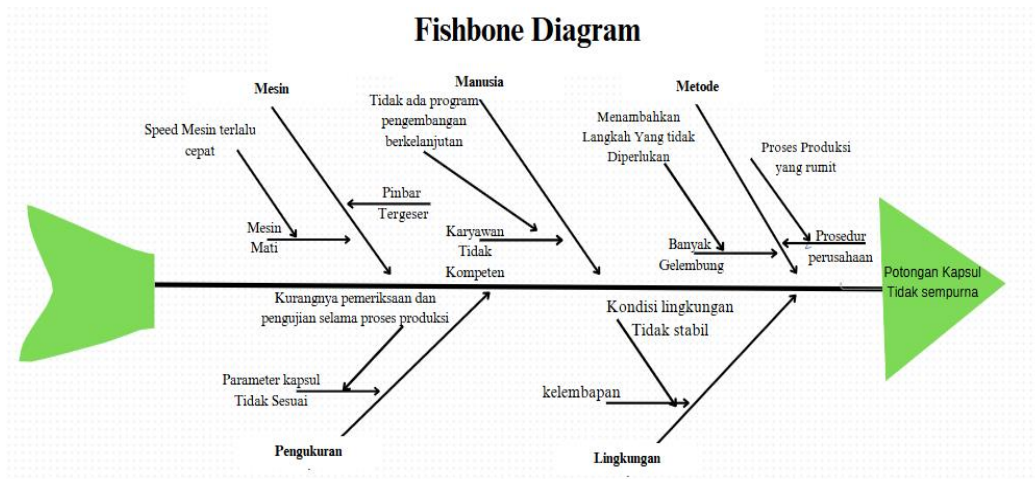 Fishbone Diagram
Mesin
Manusia
Metode
Speed Mesin terlalu
cepat
Tidak ada program
pengembangan
berkelanjutan
Menambahkan
Langkah Yang tidak
Diperlukan
Proses Produksi
yang rumit
Pinbar
Tergeser
Mesin
Mati
Karyawan
Tidak
Kompeten
Banyak
Gelembung
Prosedur
perusahaan
Potongan Kapsul
Tidak sempurna
Kurangnya pemeriksaan dan
pengujian selama proses produksi
Kondisi lingkungan
Tidak stabil
Parameter kapsul
Tidak Sesuai
kelembapan
Pengukuran
Lingkungan